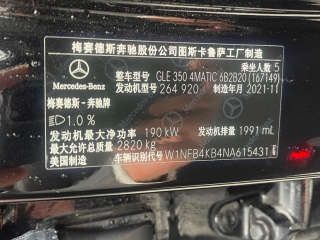 梅赛德斯奔驰股份公司图斯卡鲁萨工厂制造
乘坐人数 5
整车型号 GLE 350 4MATIC 6B2B20 (167149)
发动机型号 264 920 制造年月 2021-11
Mercedes-Benz
梅赛德斯-奔驰牌
1.0 %
发动机最大净功率 190 kW 发动机排量 1991 mL
最大允许总质量 2820 kg
美国制造
车辆识别代号 W1NFB4KB4NA615431